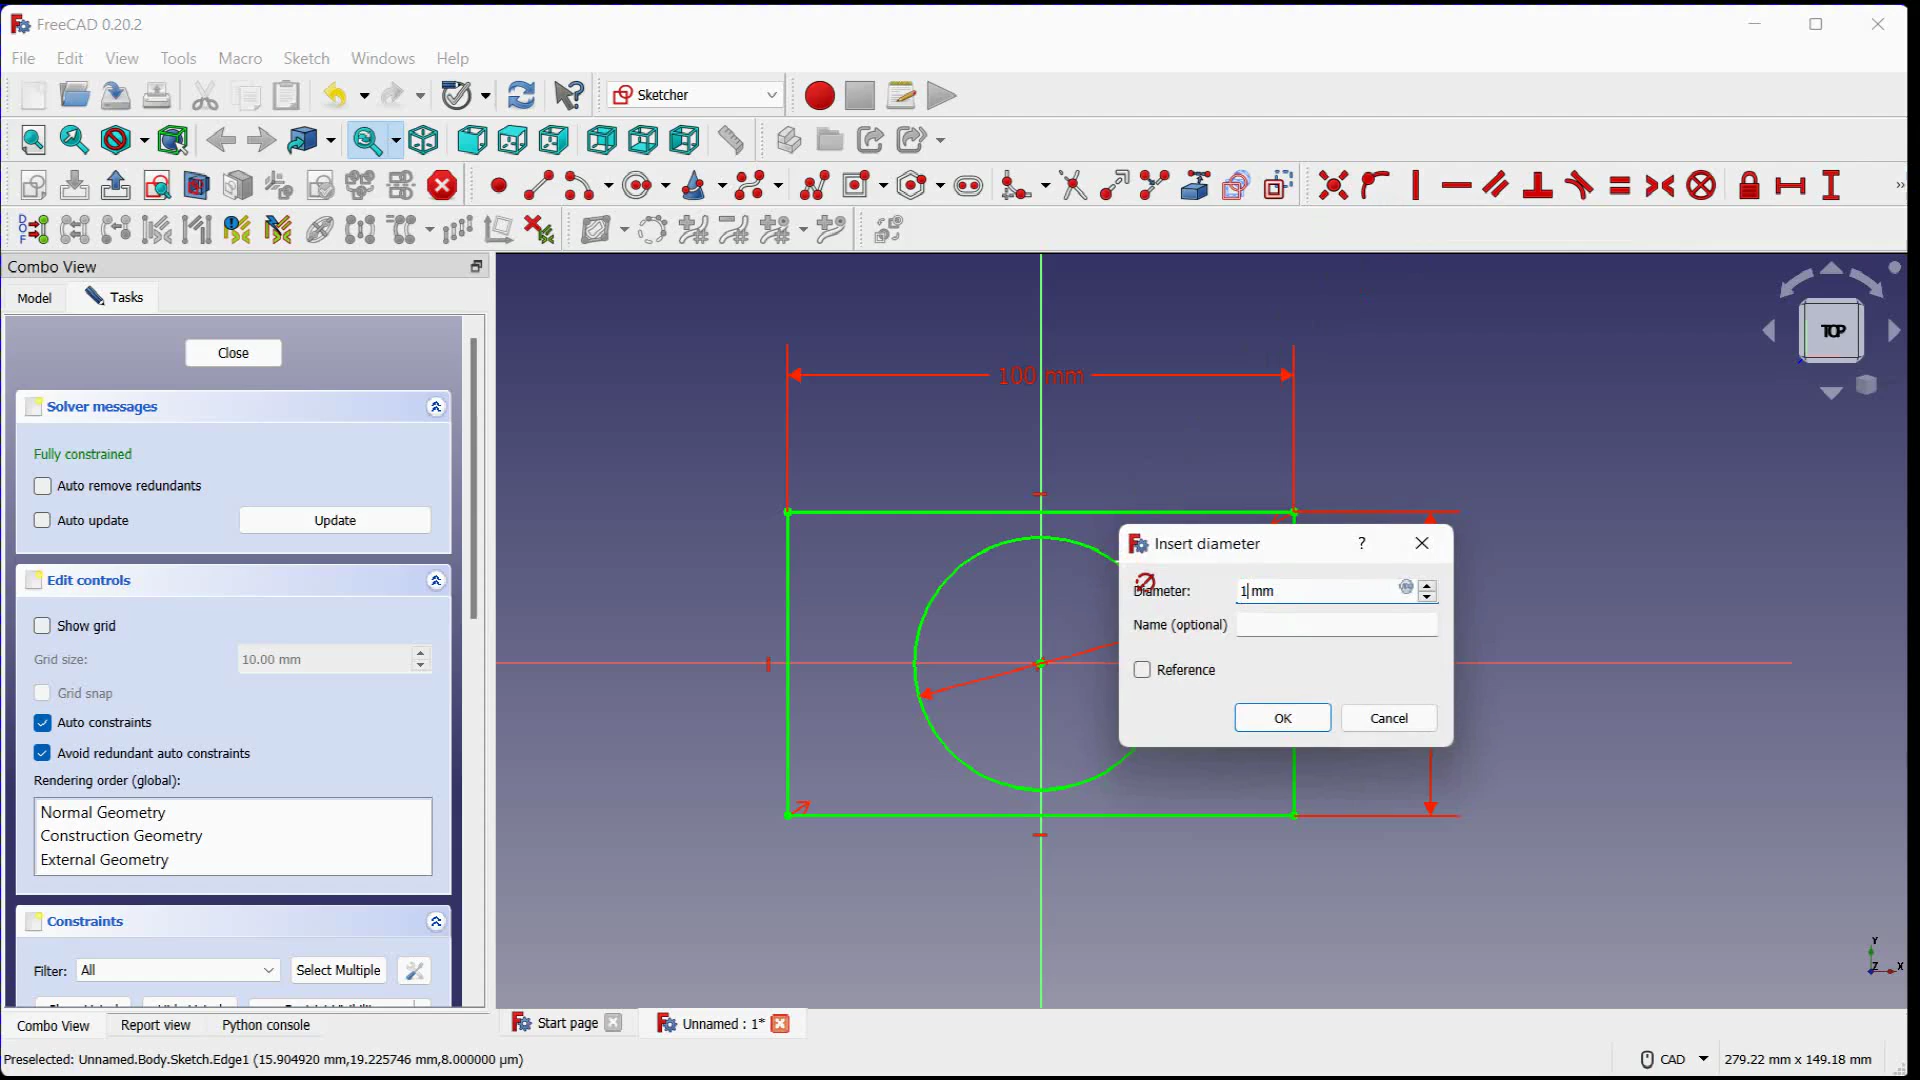 FreeCAD 0.20.2
File Edit View Tools Macro Sketch Windows Help
Sketcher
Combo View
Model Tasks
Close
Solver messages
Fully constrained
Auto remove redundants
Auto update Update
Edit controls
Show grid
Grid size: 10.00 mm
Grid snap
Auto constraints
Avoid redundant auto constraints
Rendering order (global):
Normal Geometry
Construction Geometry
External Geometry
Constraints
Filter: All Select Multiple
Combo View Report view Python console
100 mm
TOP
Insert diameter ?
Diameter: 1 mm
Name (optional)
Reference
OK Cancel
Y
Z X
Start page Unnamed : 1*
Preselected: Unnamed.Body.Sketch.Edge1 (15.904920 mm,19.225746 mm,8.000000 µm) CAD 279.22 mm x 149.18 mm